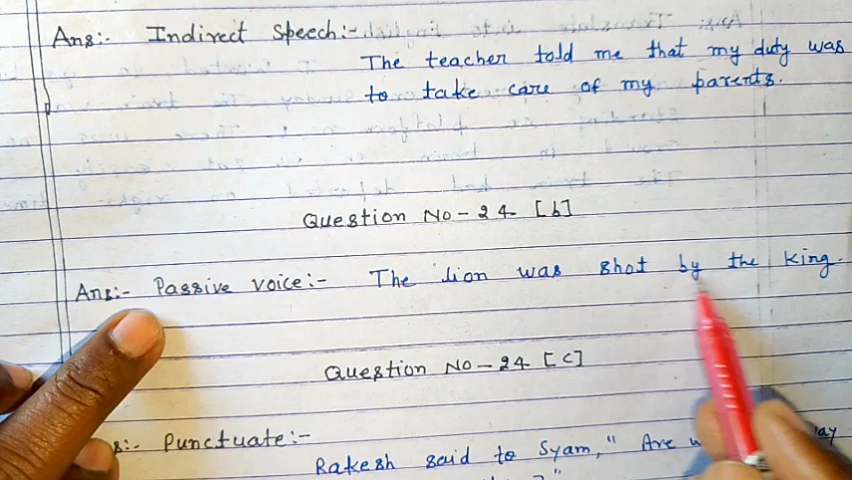 Ans:- Indirect Speech:-
The teacher told me that my duty was
to take care of my parents.
Question No - 24 [b]
Ans:- Passive voice:- The lion was shot by the king.
Question No - 24 [c]
Punctuate:-
Rakesh said to Syam, " Are